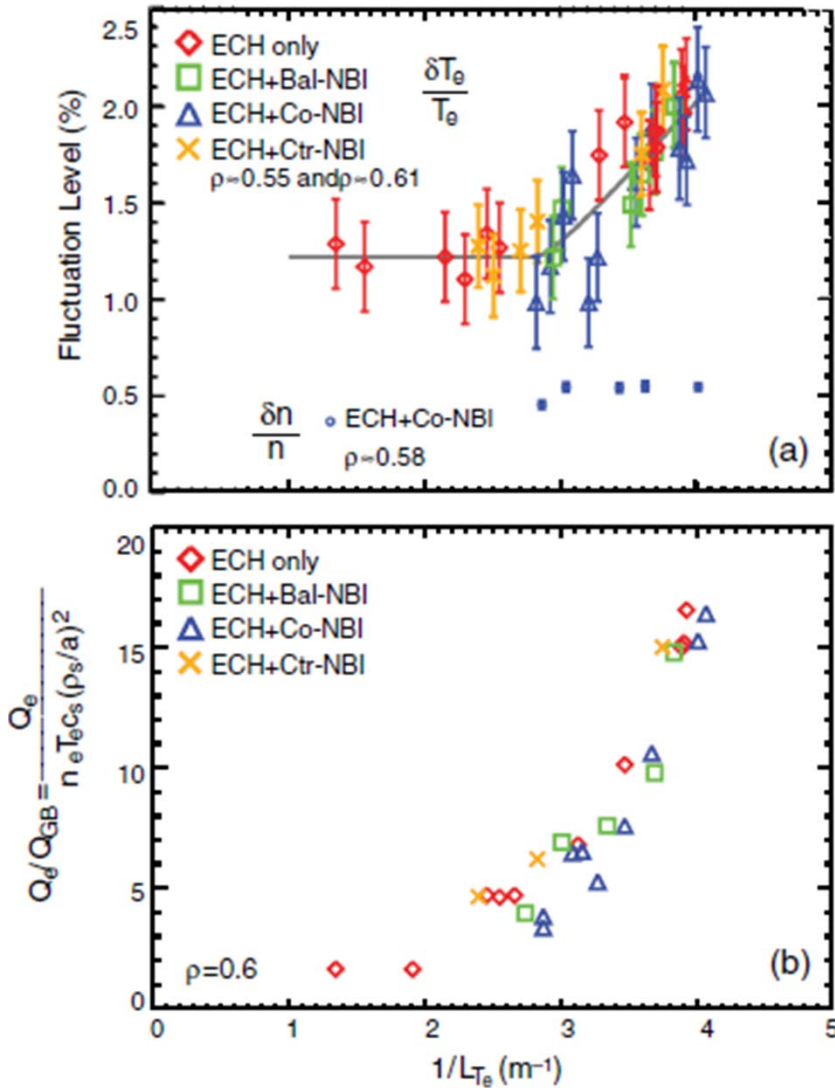 2.5
2.0
1.5
1.0
0.5
0.0
Fluctuation Level (%)
ECH only
ECH+Bal-NBI
ECH+Co-NBI
ECH+Ctr-NBI
ρ≈0.55 and ρ≈0.61
δTₑ
Tₑ
δn
n
ECH+Co-NBI
ρ≈0.58
(a)
20
15
10
5
0
Qₑ/Q_GB = Qₑ
nₑTₑcₛ(ρₛ/a)²
ECH only
ECH+Bal-NBI
ECH+Co-NBI
ECH+Ctr-NBI
ρ=0.6
(b)
0 1 2 3 4 5
1/L_Tₑ (m⁻¹)